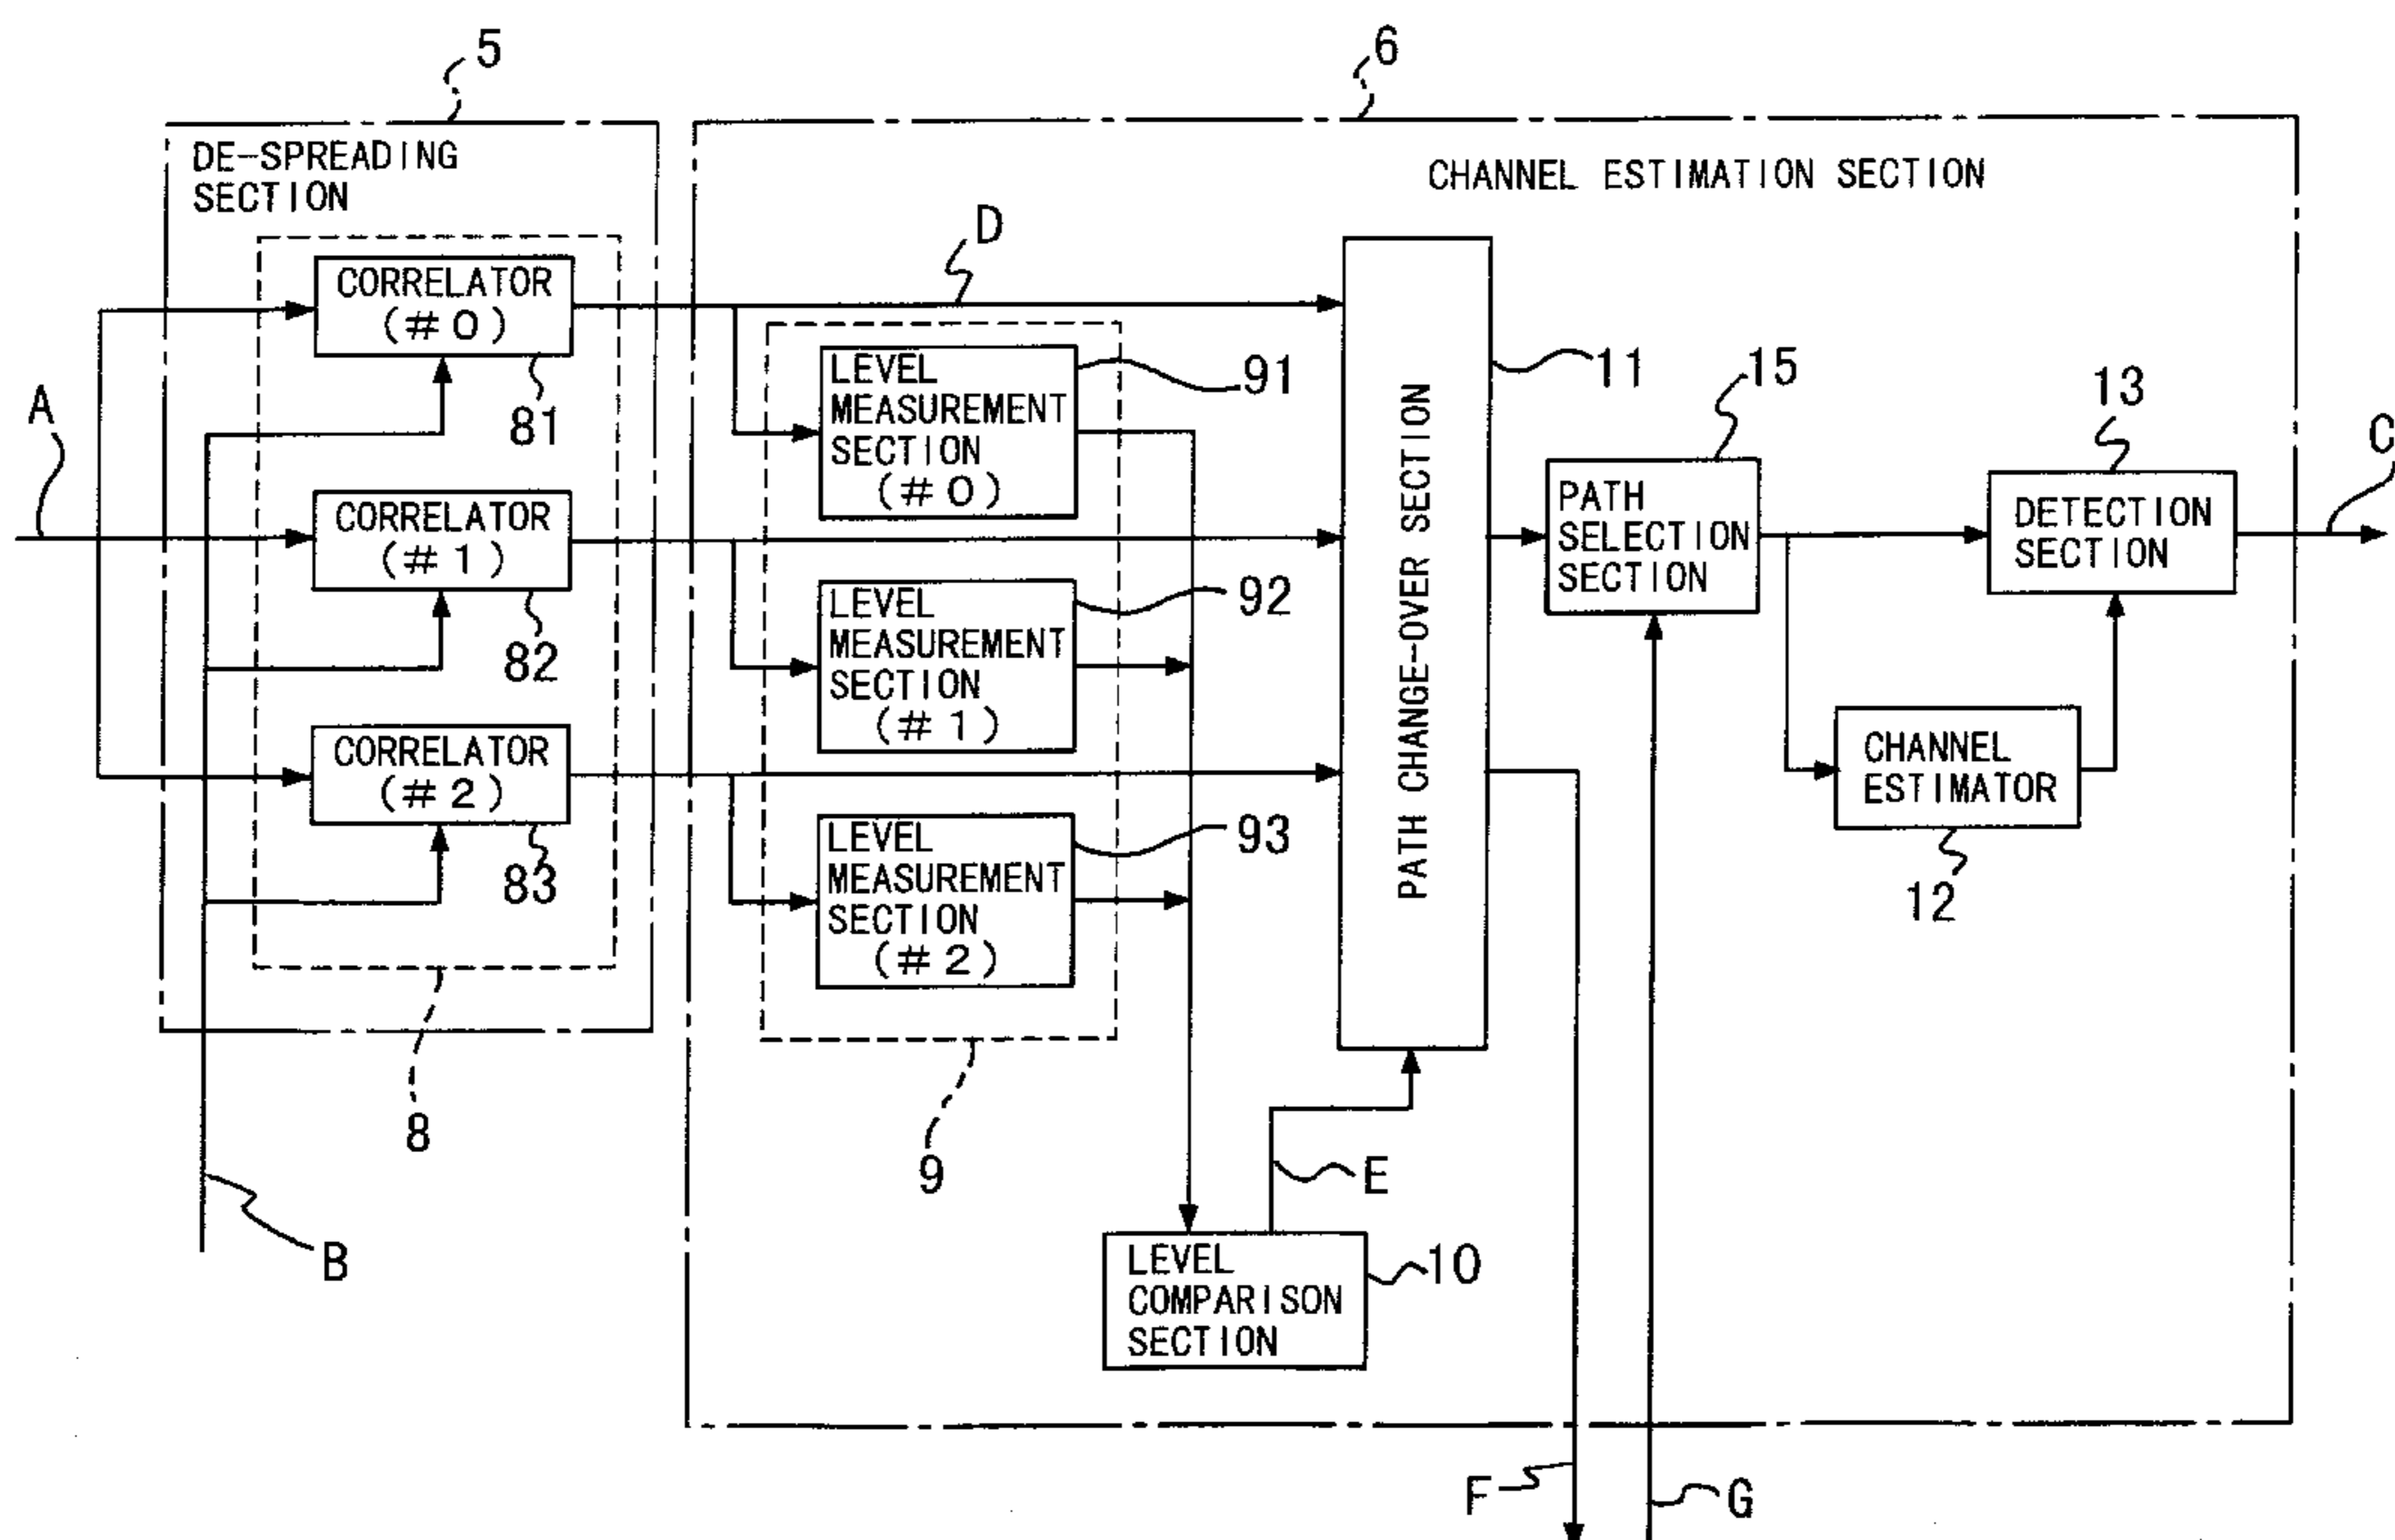 5
6
DE-SPREADING
SECTION
CHANNEL ESTIMATION SECTION
D
CORRELATOR
(#0)
81
A
LEVEL
MEASUREMENT
SECTION
(#0)
91
11
15
13
C
CORRELATOR
(#1)
82
LEVEL
MEASUREMENT
SECTION
(#1)
92
PATH CHANGE-OVER SECTION
PATH
SELECTION
SECTION
DETECTION
SECTION
CORRELATOR
(#2)
83
LEVEL
MEASUREMENT
SECTION
(#2)
93
CHANNEL
ESTIMATOR
12
8
9
E
B
LEVEL
COMPARISON
SECTION
10
F
G